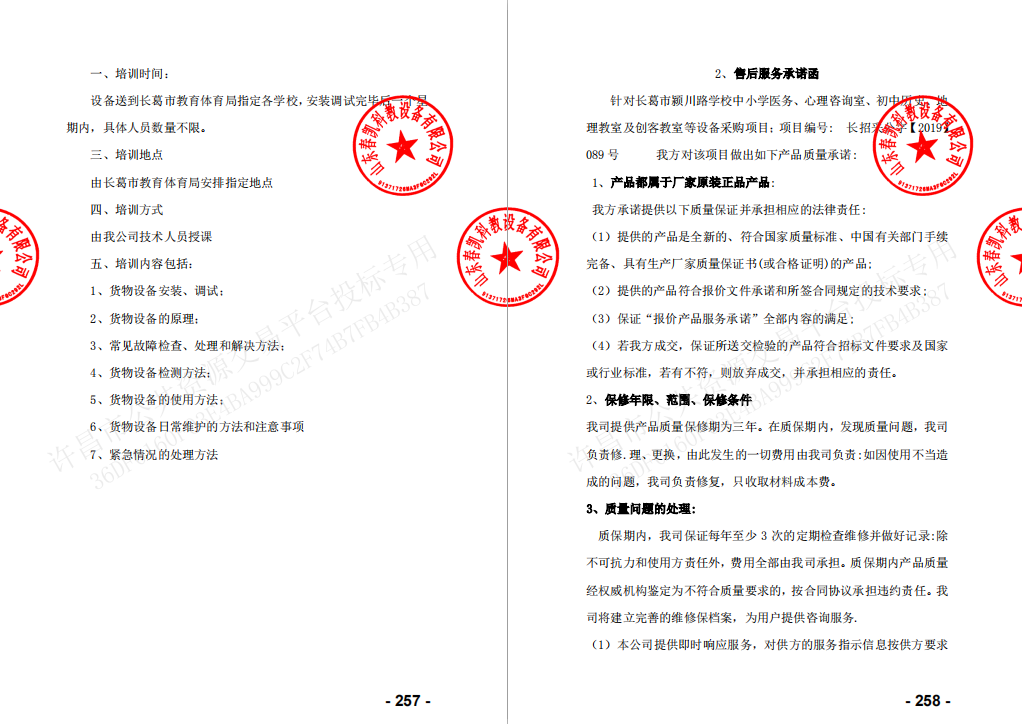 一、培训时间：
设备送到长葛市教育体育局指定各学校，安装调试完毕后一个星
期内，具体人员数量不限。
三、培训地点
由长葛市教育体育局安排指定地点
四、培训方式
由我公司技术人员授课
五、培训内容包括：
1、货物设备安装、调试；
2、货物设备的原理；
3、常见故障检查、处理和解决方法；
4、货物设备检测方法；
5、货物设备的使用方法；
6、货物设备日常维护的方法和注意事项
7、紧急情况的处理方法
山东春凯科教设备有限公司
- 257 -
2、售后服务承诺函
针对长葛市颍川路学校中小学医务、心理咨询室、初中历史、地
理教室及创客教室等设备采购项目；项目编号： 长招采 字【2019】
089 号 我方对该项目做出如下产品质量承诺：
1、产品都属于厂家原装正品产品：
我方承诺提供以下质量保证并承担相应的法律责任：
（1）提供的产品是全新的、符合国家质量标准、中国有关部门手续
完备、具有生产厂家质量保证书(或合格证明)的产品；
（2）提供的产品符合报价文件承诺和所签合同规定的技术要求；
（3）保证“报价产品服务承诺”全部内容的满足；
（4）若我方成交，保证所送交检验的产品符合招标文件要求及国家
或行业标准，若有不符，则放弃成交，并承担相应的责任。
2、保修年限、范围、保修条件
我司提供产品质量保修期为三年。在质保期内，发现质量问题，我司
负责修.理、更换，由此发生的一切费用由我司负责:如因使用不当造
成的问题，我司负责修复，只收取材料成本费。
3、质量问题的处理：
质保期内，我司保证每年至少 3 次的定期检查维修并做好记录:除
不可抗力和使用方责任外，费用全部由我司承担。质保期内产品质量
经权威机构鉴定为不符合质量要求的，按合同协议承担违约责任。我
司将建立完善的维修保档案，为用户提供咨询服务.
（1）本公司提供即时响应服务，对供方的服务指示信息按供方要求
山东春凯科教设备有限公司
- 258 -